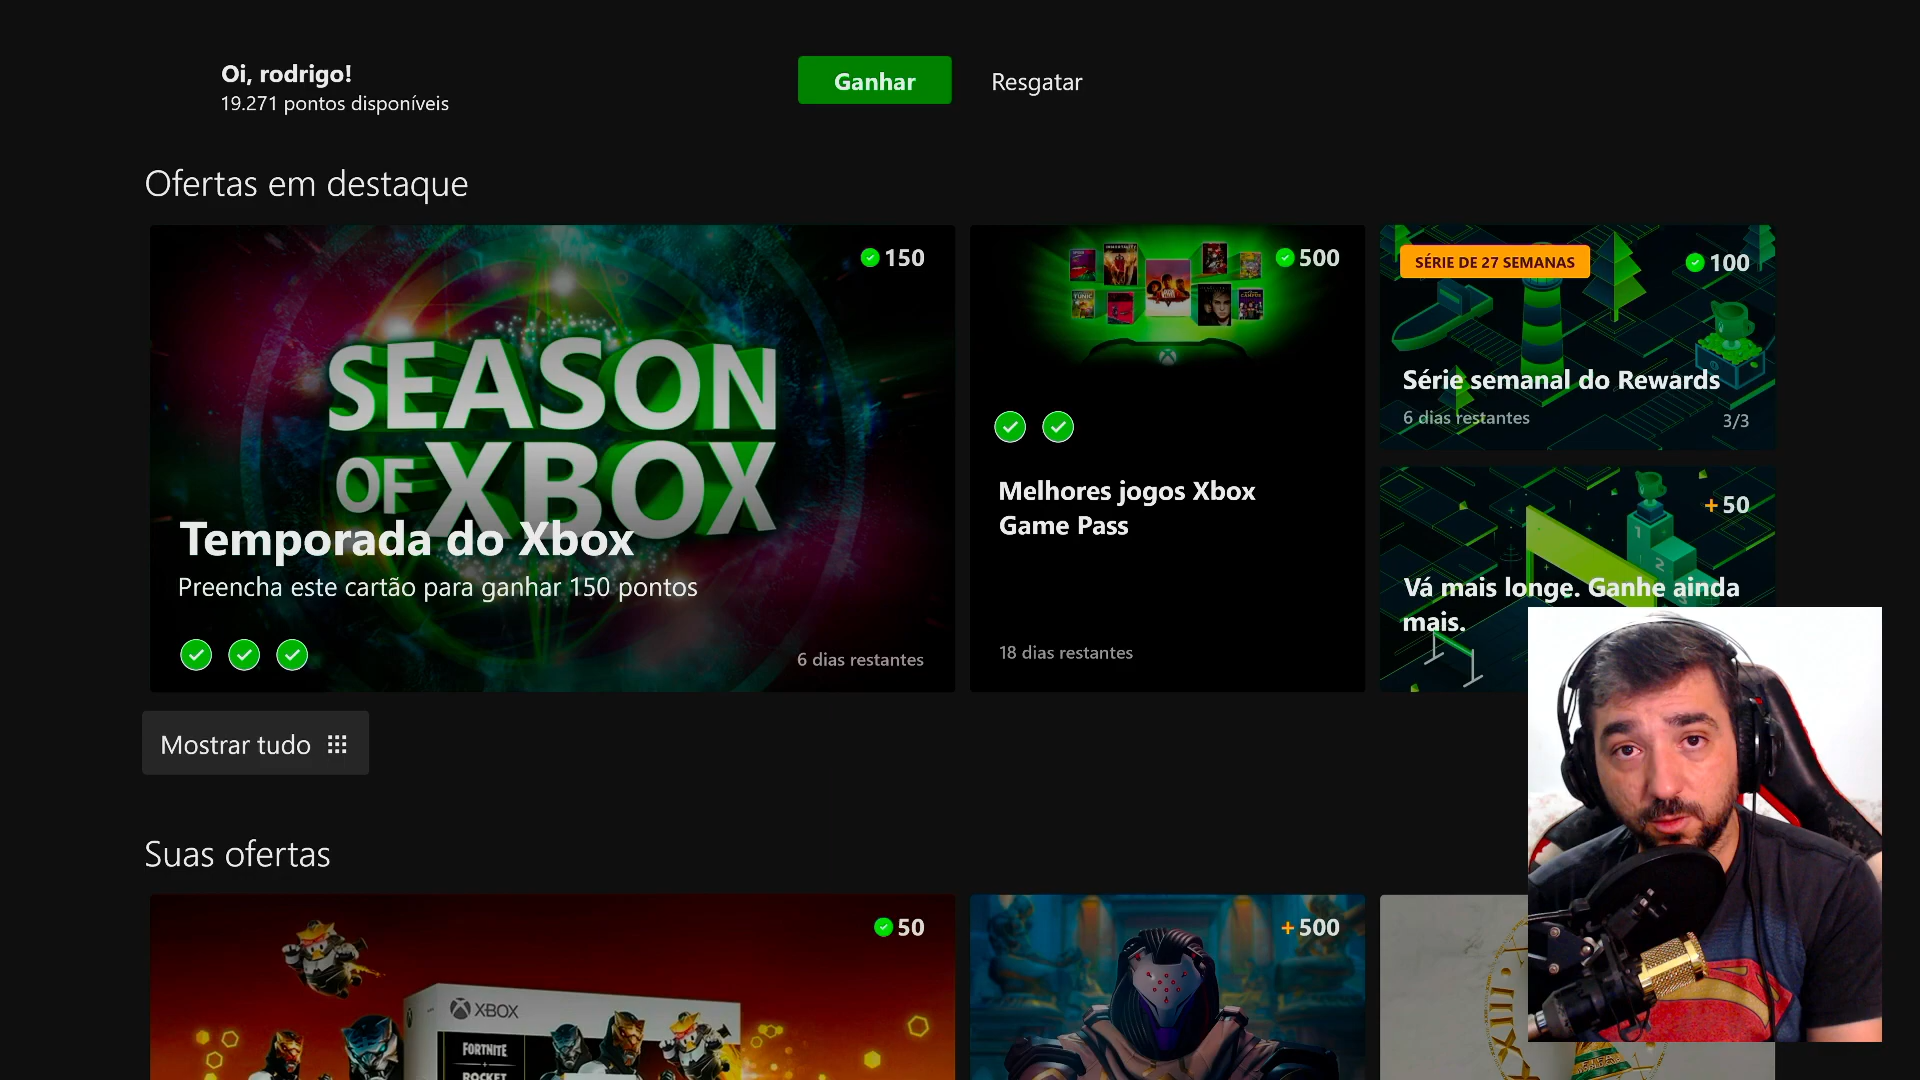 Oi, rodrigo!
19.271 pontos disponíveis
Ganhar
Resgatar
Ofertas em destaque
150
SEASON
OF XBOX
Temporada do Xbox
Preencha este cartão para ganhar 150 pontos
6 dias restantes
500
Melhores jogos Xbox
Game Pass
18 dias restantes
SÉRIE DE 27 SEMANAS
100
Série semanal do Rewards
6 dias restantes
3/3
+50
Vá mais longe. Ganhe ainda
mais.
Mostrar tudo
Suas ofertas
50
XBOX
FORTNITE
+
ROCKET
+500
XIII